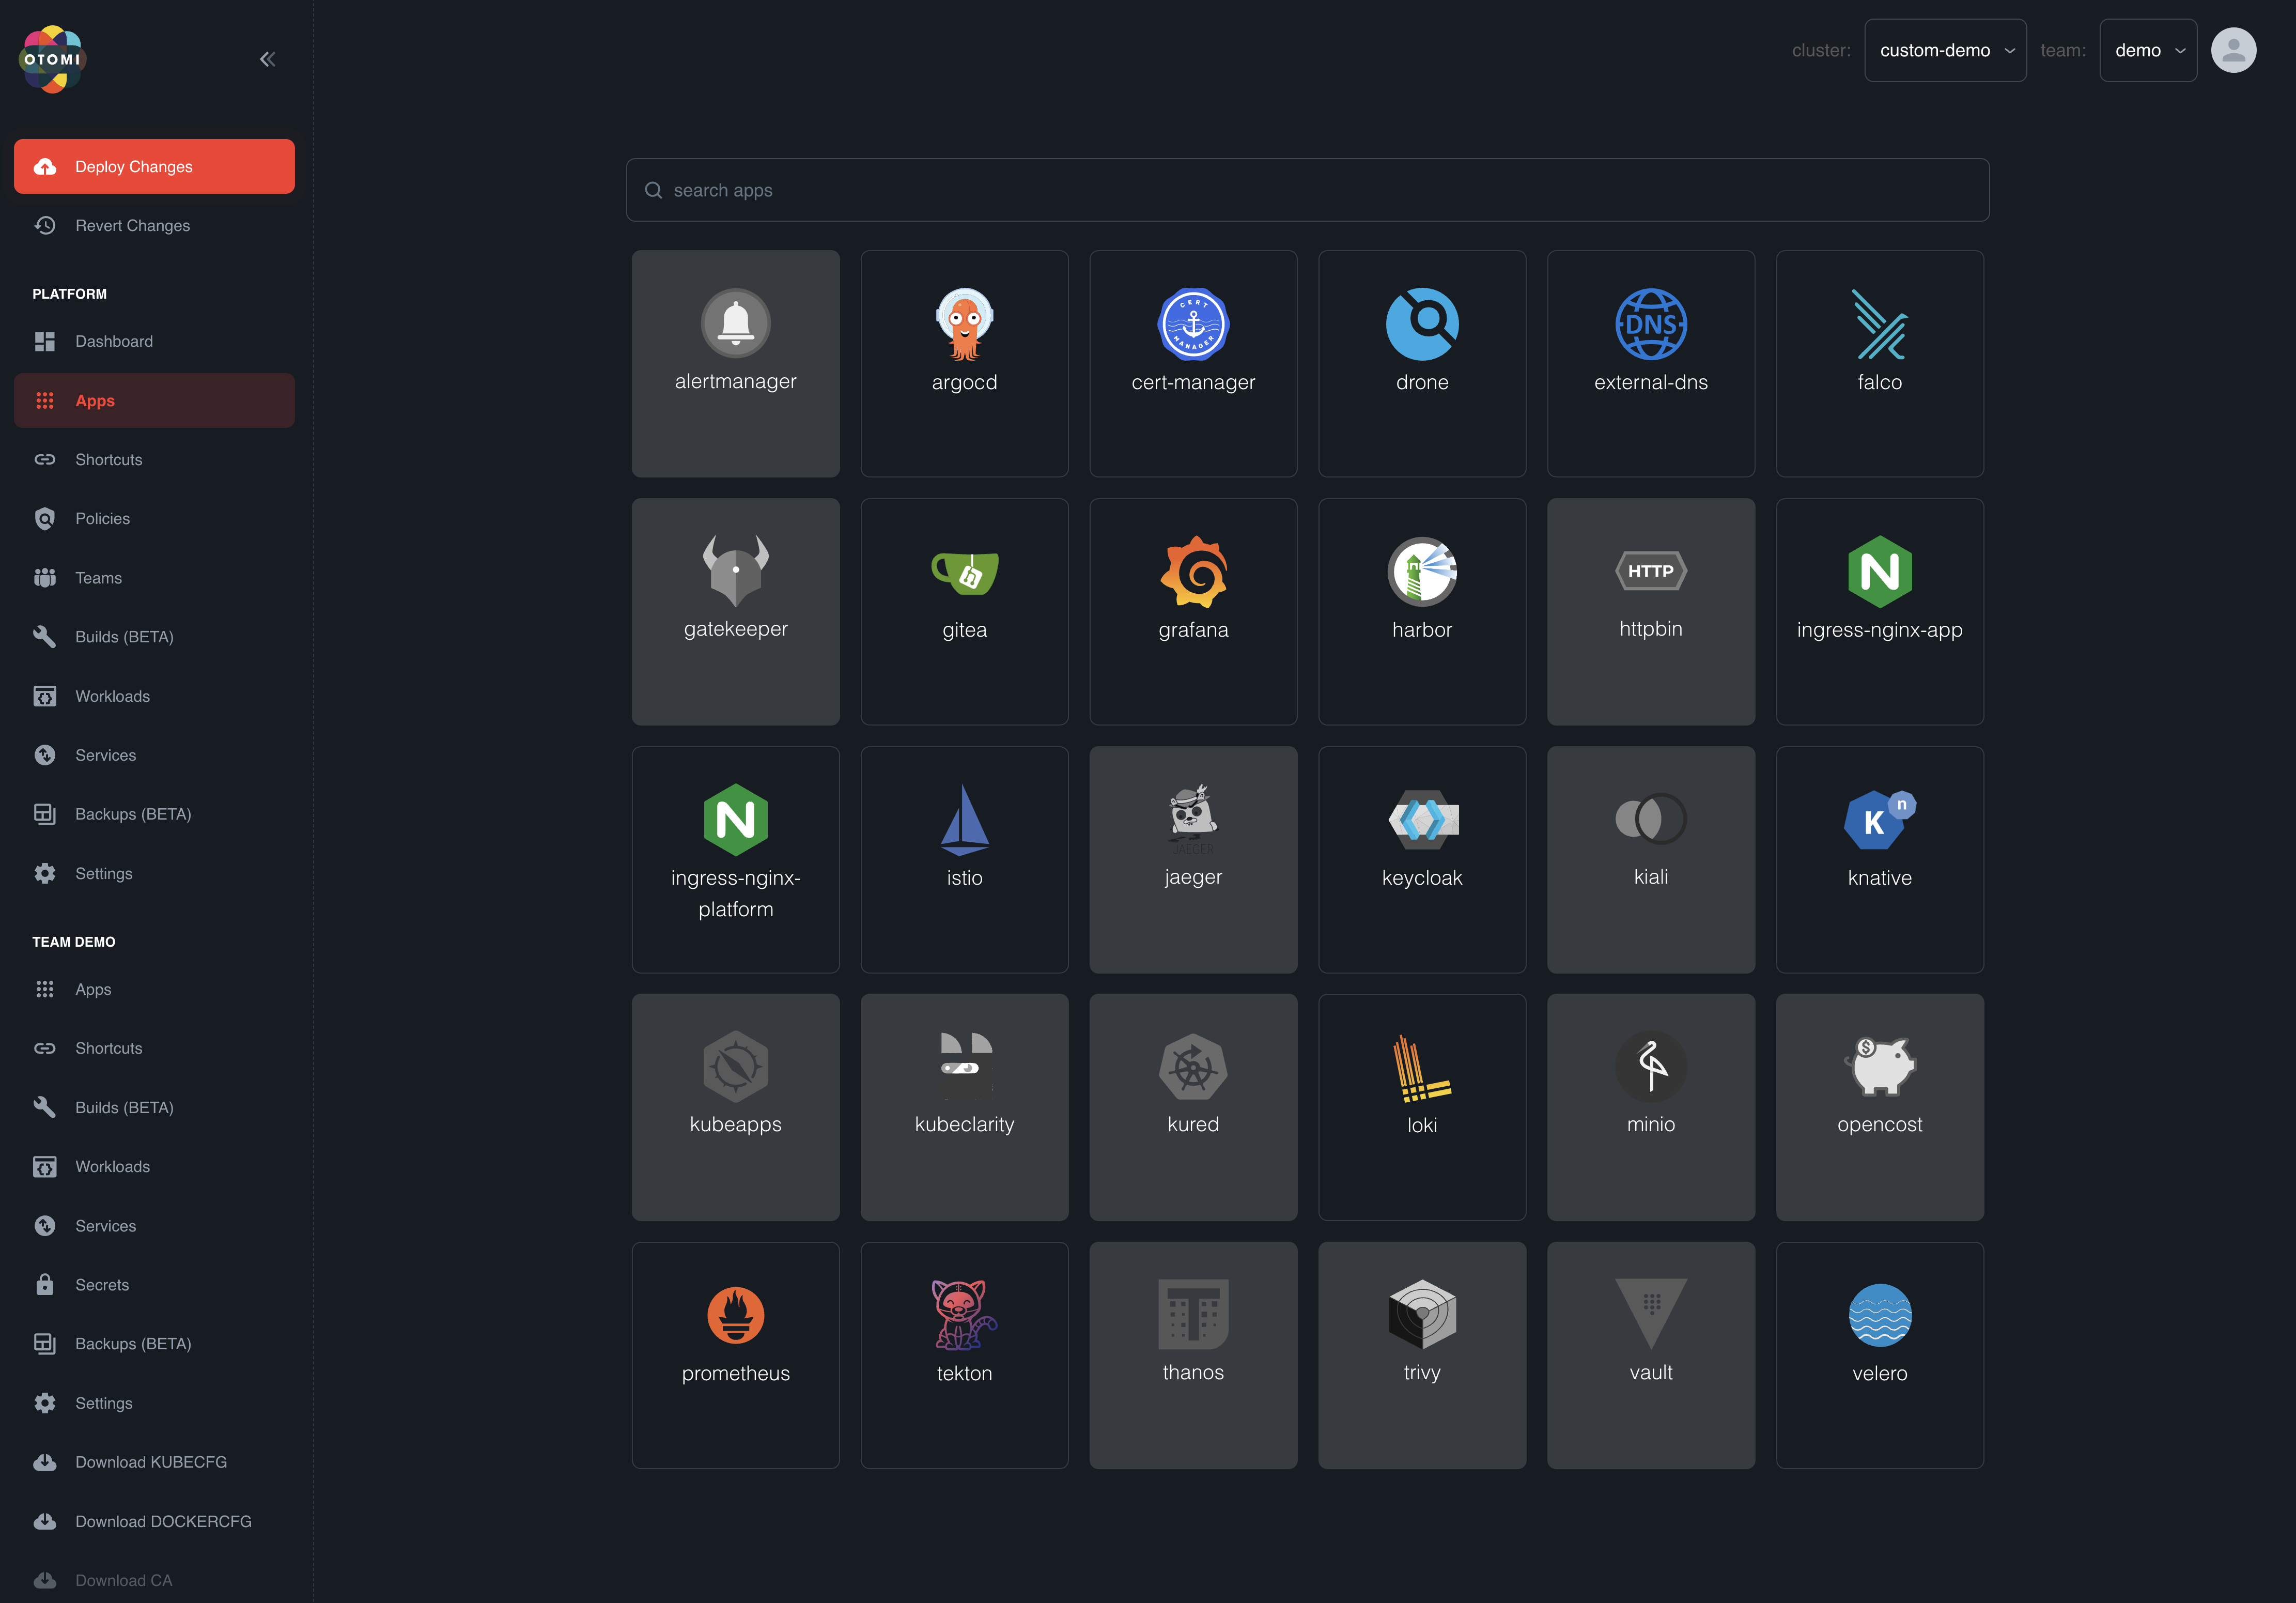 OTOMI
cluster:
custom-demo
team:
demo
Deploy Changes
Revert Changes
PLATFORM
Dashboard
Apps
Shortcuts
Policies
Teams
Builds (BETA)
Workloads
Services
Backups (BETA)
Settings
TEAM DEMO
Apps
Shortcuts
Builds (BETA)
Workloads
Services
Secrets
Backups (BETA)
Settings
Download KUBECFG
Download DOCKERCFG
Download CA
search apps
alertmanager
argocd
CERT
MANAGER
cert-manager
drone
DNS
external-dns
falco
gatekeeper
gitea
grafana
harbor
HTTP
httpbin
N
ingress-nginx-app
N
ingress-nginx-
platform
istio
JAEGER
jaeger
keycloak
kiali
K n
knative
kubeapps
kubeclarity
kured
loki
minio
$
opencost
prometheus
tekton
thanos
trivy
vault
velero